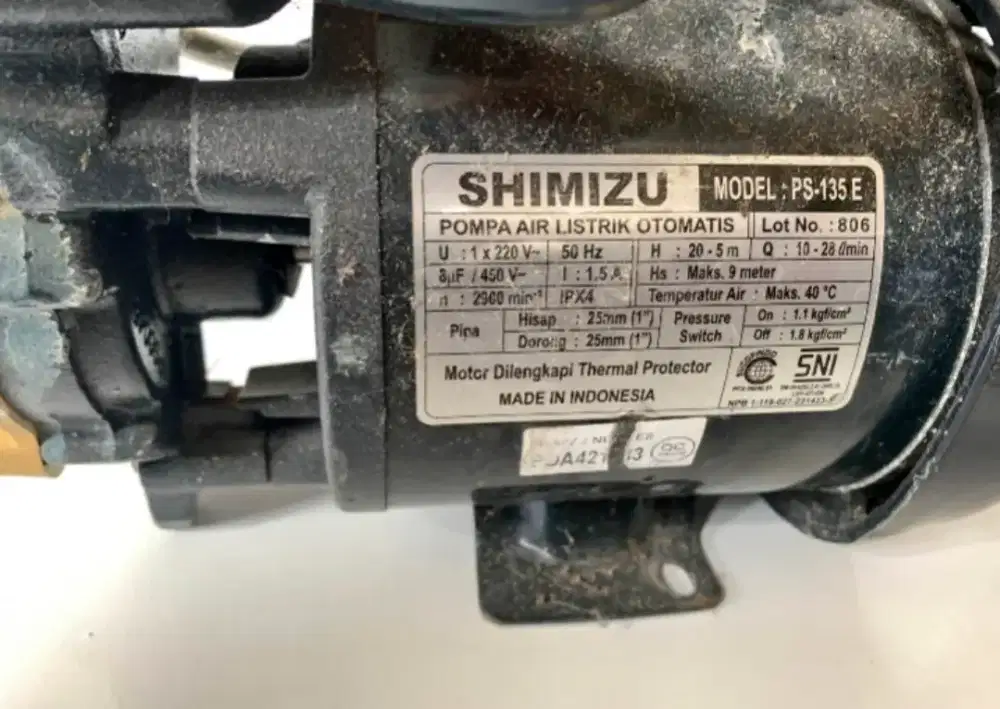 SHIMIZU MODEL : PS-135 E
POMPA AIR LISTRIK OTOMATIS Lot No. : 806
U : 1 x 220 V~ 50 Hz H : 20 - 5 m Q : 10 - 28 ℓ/min
8µF / 450 V~ I : 1.5 A Hs : Maks. 9 meter
n : 2900 min⁻¹ IPX4 Temperatur Air : Maks. 40 °C
Pipa Hisap : 25mm (1") Pressure Switch On : 1.1 kgf/cm²
Dorong : 25mm (1") Off : 1.8 kgf/cm²
Motor Dilengkapi Thermal Protector
SNI
MADE IN INDONESIA
QC